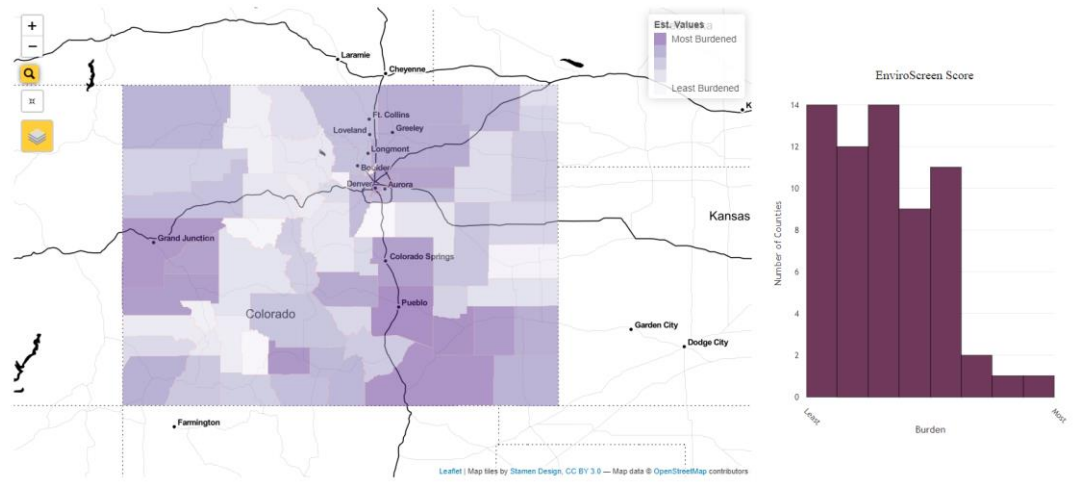 +
−
Laramie
Cheyenne
Est. Values
Most Burdened
Least Burdened
Ft. Collins
Loveland
Greeley
Longmont
Boulder
Denver
Aurora
Kansas
Grand Junction
Colorado Springs
Colorado
Pueblo
Garden City
Dodge City
Farmington
Leaflet | Map tiles by Stamen Design, CC BY 3.0 — Map data © OpenStreetMap contributors
EnviroScreen Score
14
12
10
8
6
4
2
0
Number of Counties
Least
Most
Burden